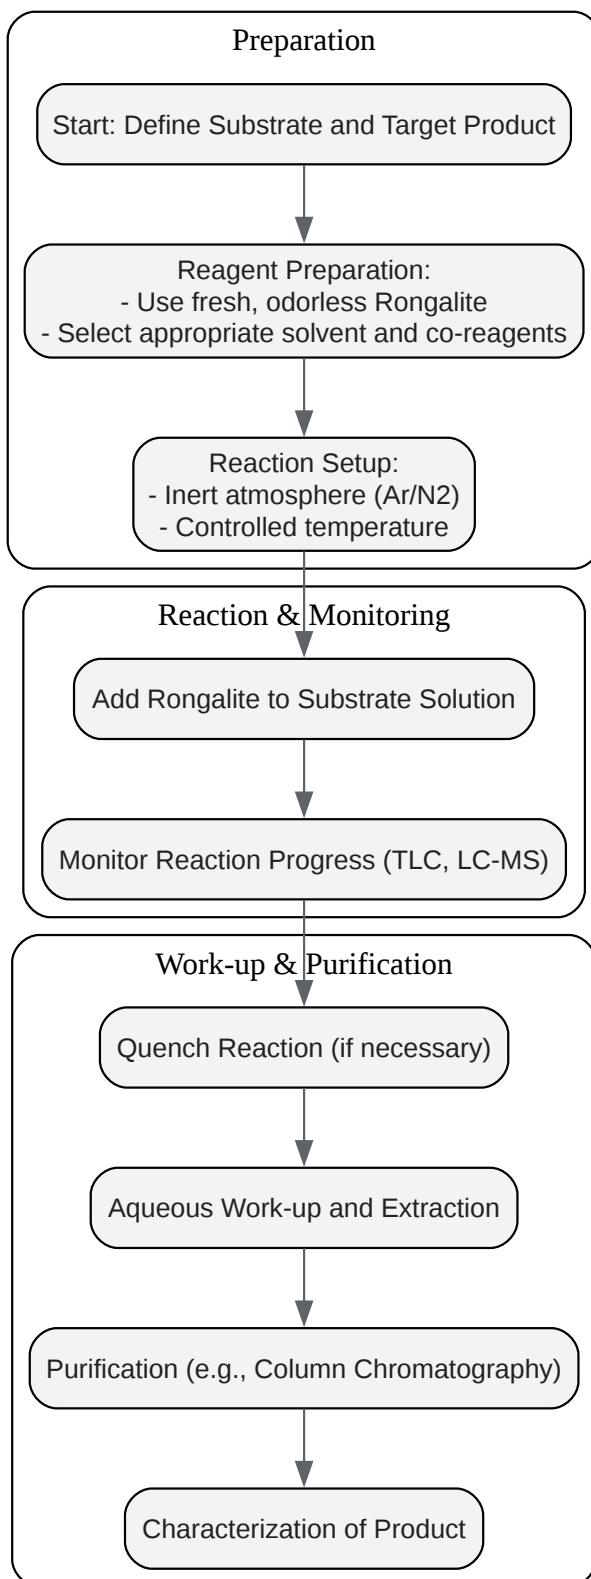 Preparation
Start: Define Substrate and Target Product
Reagent Preparation:
- Use fresh, odorless Rongalite
- Select appropriate solvent and co-reagents
Reaction Setup:
- Inert atmosphere (Ar/N2)
- Controlled temperature
Reaction & Monitoring
Add Rongalite to Substrate Solution
Monitor Reaction Progress (TLC, LC-MS)
Work-up & Purification
Quench Reaction (if necessary)
Aqueous Work-up and Extraction
Purification (e.g., Column Chromatography)
Characterization of Product